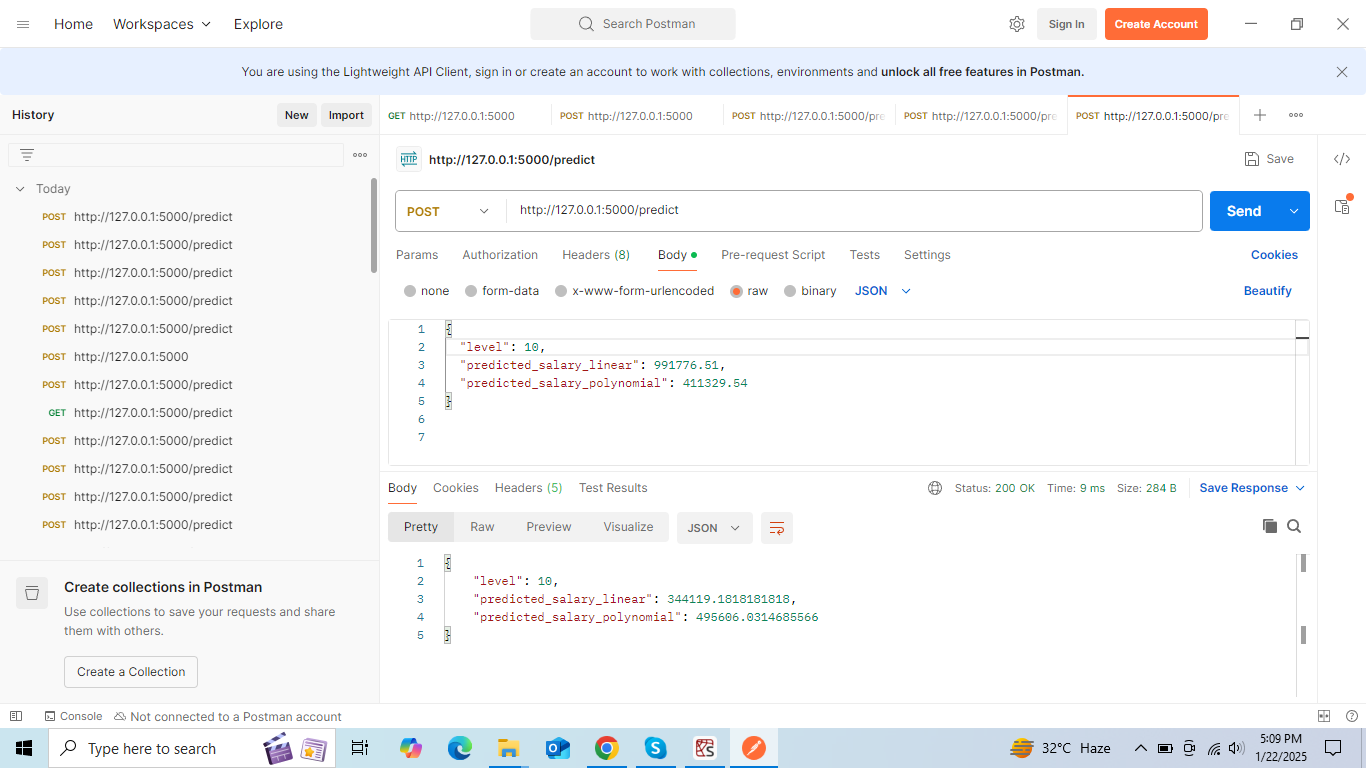 Home Workspaces Explore Search Postman Sign In Create Account
You are using the Lightweight API Client, sign in or create an account to work with collections, environments and unlock all free features in Postman.
History New Import
GET http://127.0.0.1:5000 POST http://127.0.0.1:5000 POST http://127.0.0.1:5000/pre POST http://127.0.0.1:5000/pre POST http://127.0.0.1:5000/pre
HTTP http://127.0.0.1:5000/predict Save
Today
POST http://127.0.0.1:5000/predict
POST http://127.0.0.1:5000/predict
POST http://127.0.0.1:5000/predict
POST http://127.0.0.1:5000/predict
POST http://127.0.0.1:5000/predict
POST http://127.0.0.1:5000
POST http://127.0.0.1:5000/predict
GET http://127.0.0.1:5000/predict
POST http://127.0.0.1:5000/predict
POST http://127.0.0.1:5000/predict
POST http://127.0.0.1:5000/predict
POST http://127.0.0.1:5000/predict
Create collections in Postman
Use collections to save your requests and share
them with others.
Create a Collection
POST http://127.0.0.1:5000/predict Send
Params Authorization Headers (8) Body Pre-request Script Tests Settings Cookies
none form-data x-www-form-urlencoded raw binary JSON Beautify
1 {
2 "level": 10,
3 "predicted_salary_linear": 991776.51,
4 "predicted_salary_polynomial": 411329.54
5 }
6
7
Body Cookies Headers (5) Test Results Status: 200 OK Time: 9 ms Size: 284 B Save Response
Pretty Raw Preview Visualize JSON
1 {
2 "level": 10,
3 "predicted_salary_linear": 344119.1818181818,
4 "predicted_salary_polynomial": 495606.0314685566
5 }
Console Not connected to a Postman account
Type here to search 32°C Haze 5:09 PM
1/22/2025